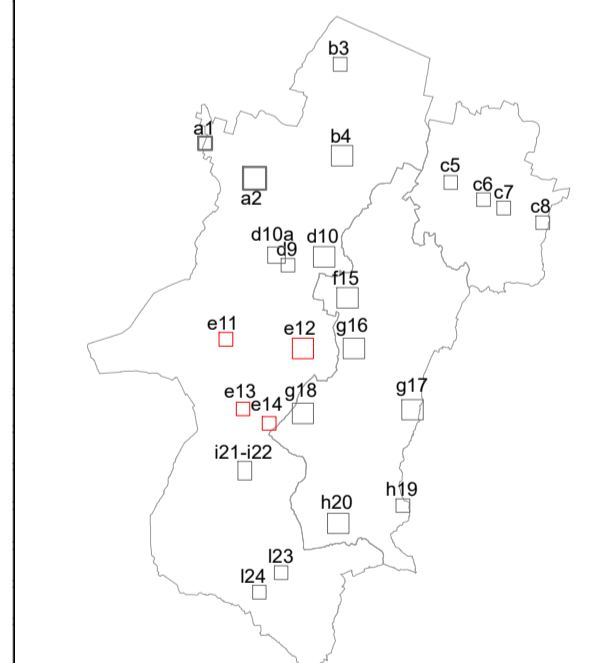 b3
a1
b4
a2
c5
c6
c7
c8
d10a
d9
d10
f15
e11
e12
g16
e13
e14
g18
g17
i21-i22
h19
h20
l23
l24